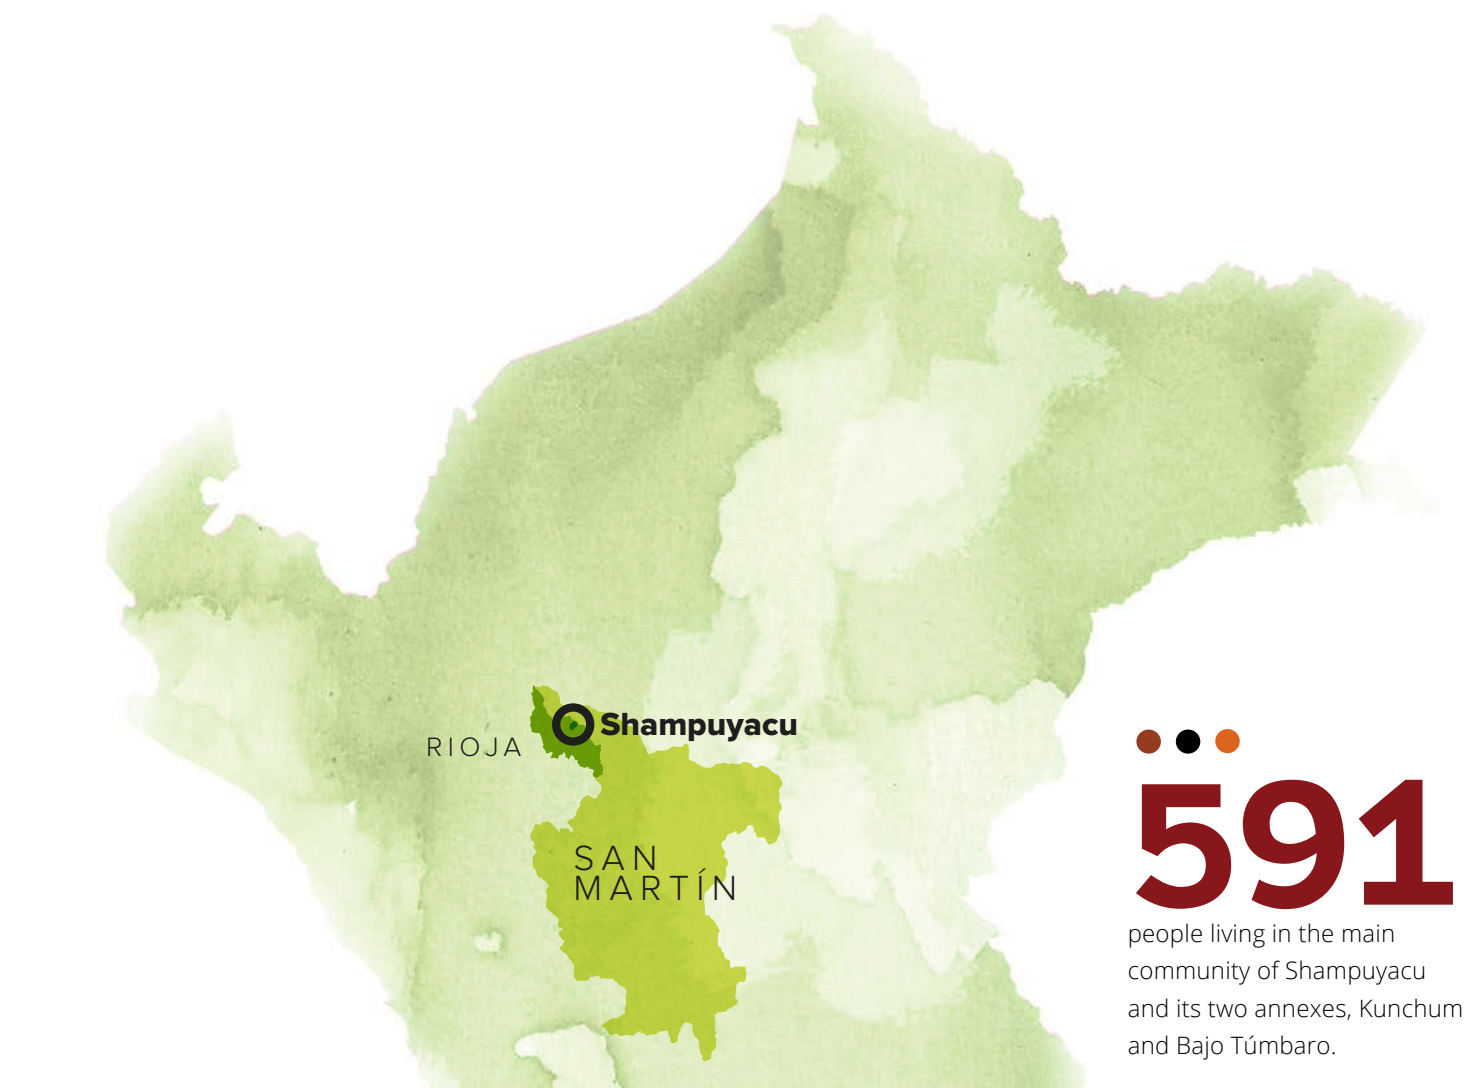 Shampuyacu
RIOJA
SAN
MARTÍN
591
people living in the main
community of Shampuyacu
and its two annexes, Kunchum
and Bajo Túmbaro.